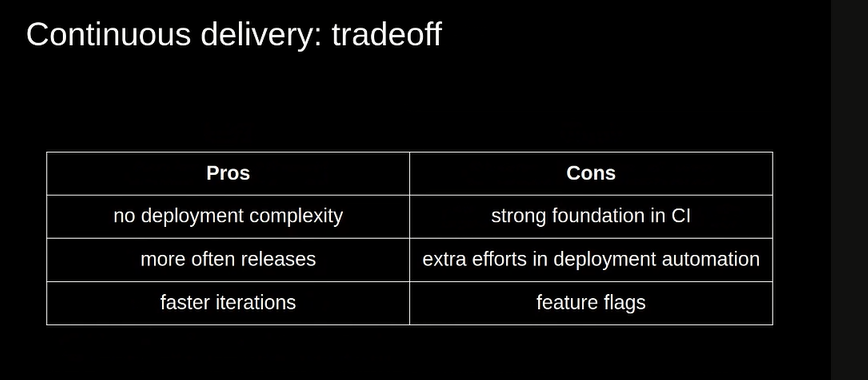 Continuous delivery: tradeoff
Pros Cons
no deployment complexity strong foundation in CI
more often releases extra efforts in deployment automation
faster iterations feature flags